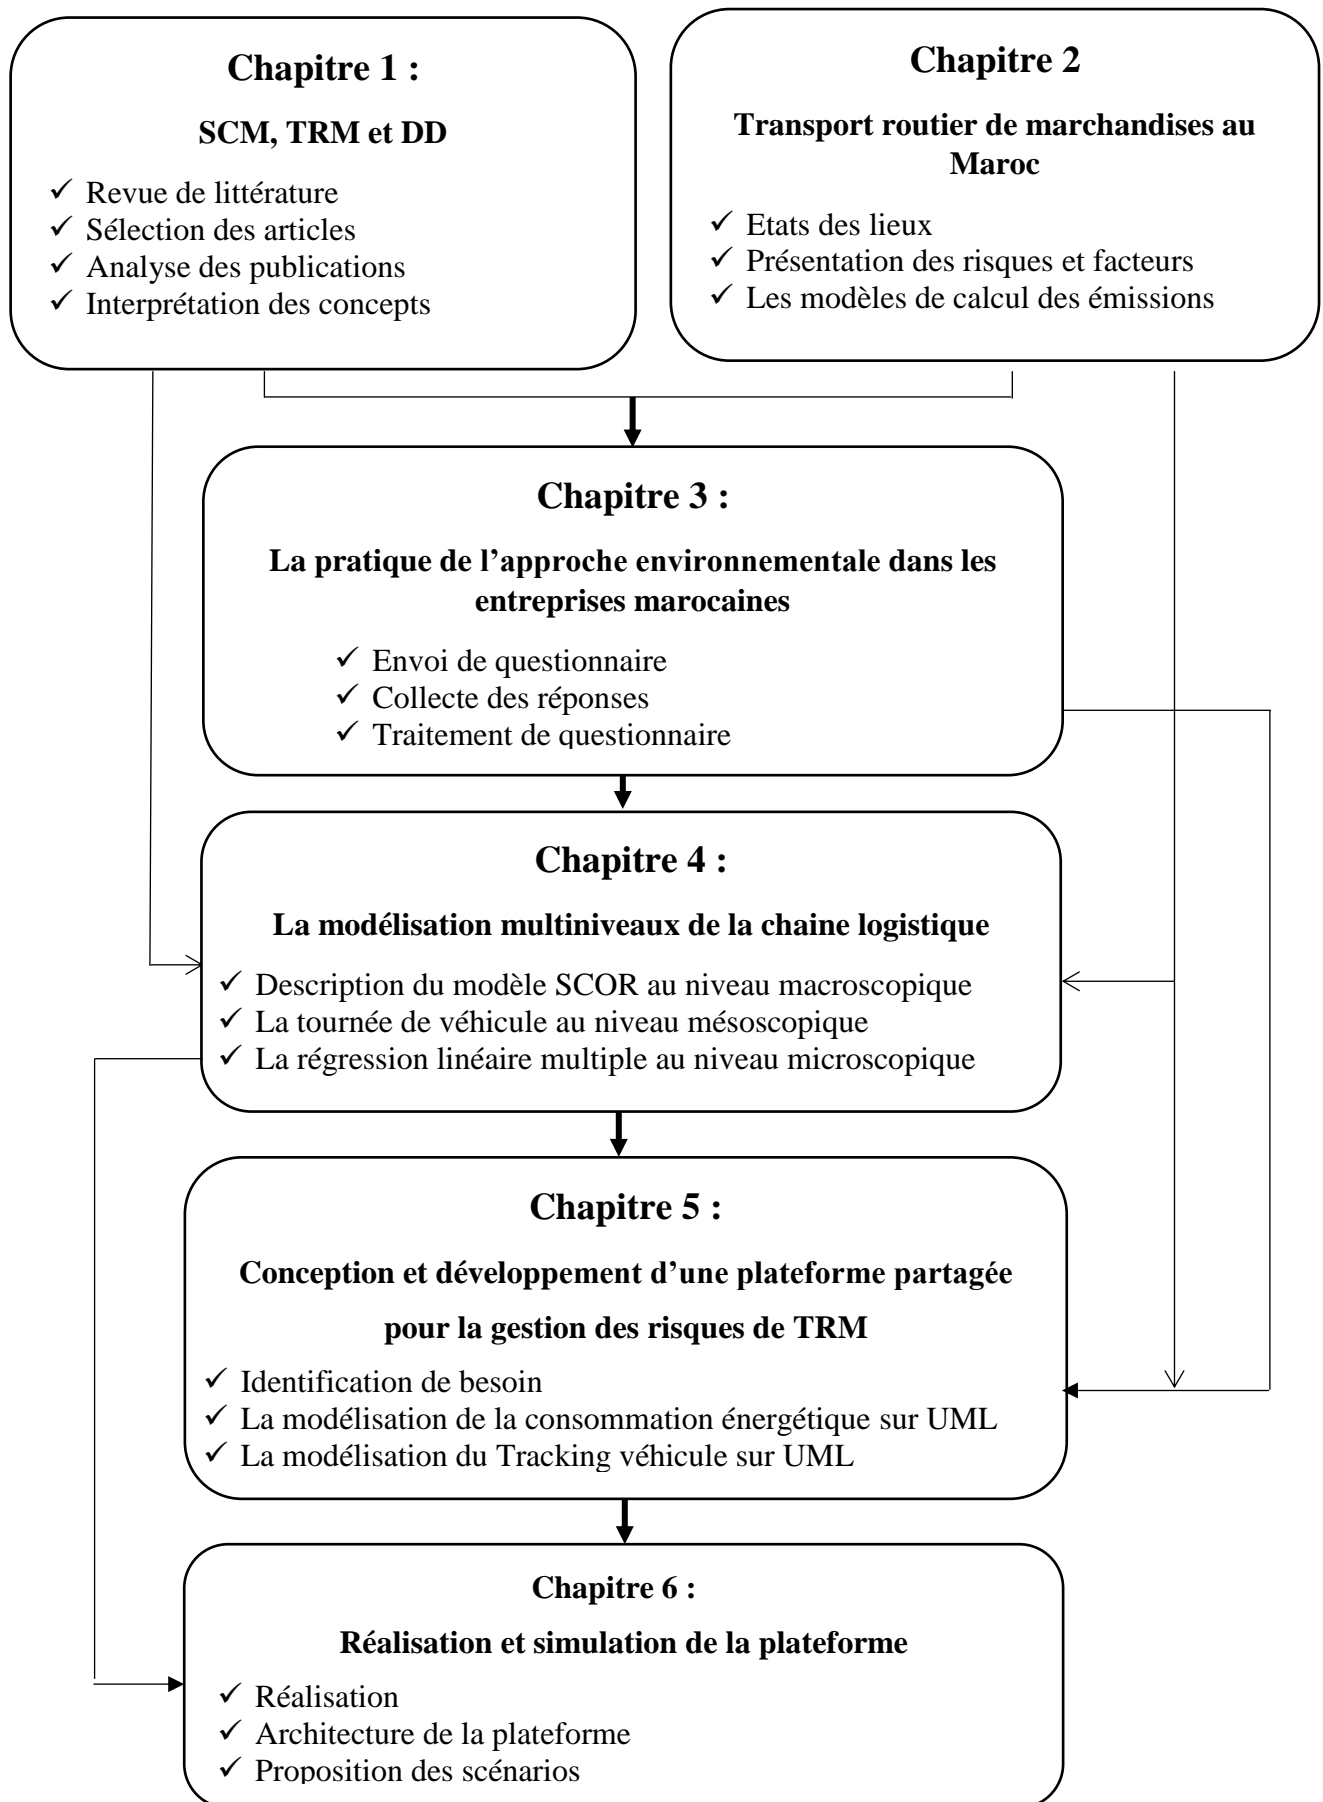 Chapitre 1 :
SCM, TRM et DD
✓ Revue de littérature
✓ Sélection des articles
✓ Analyse des publications
✓ Interprétation des concepts
Chapitre 2
Transport routier de marchandises au
Maroc
✓ Etats des lieux
✓ Présentation des risques et facteurs
✓ Les modèles de calcul des émissions
Chapitre 3 :
La pratique de l’approche environnementale dans les
entreprises marocaines
✓ Envoi de questionnaire
✓ Collecte des réponses
✓ Traitement de questionnaire
Chapitre 4 :
La modélisation multiniveaux de la chaine logistique
✓ Description du modèle SCOR au niveau macroscopique
✓ La tournée de véhicule au niveau mésoscopique
✓ La régression linéaire multiple au niveau microscopique
Chapitre 5 :
Conception et développement d’une plateforme partagée
pour la gestion des risques de TRM
✓ Identification de besoin
✓ La modélisation de la consommation énergétique sur UML
✓ La modélisation du Tracking véhicule sur UML
Chapitre 6 :
Réalisation et simulation de la plateforme
✓ Réalisation
✓ Architecture de la plateforme
✓ Proposition des scénarios